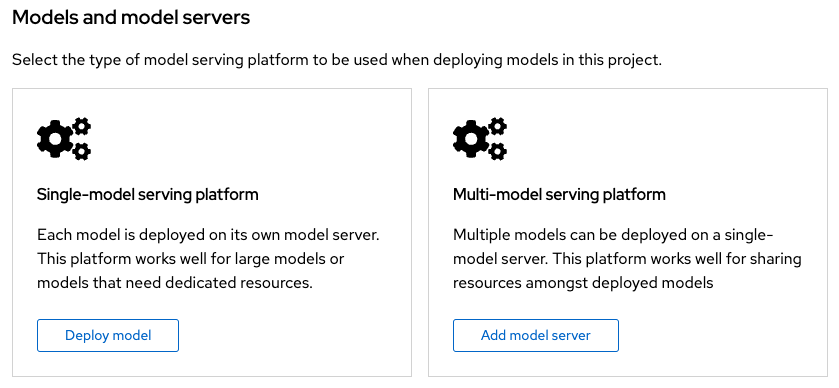 Models and model servers
Select the type of model serving platform to be used when deploying models in this project.
Single-model serving platform
Each model is deployed on its own model server.
This platform works well for large models or
models that need dedicated resources.
Deploy model
Multi-model serving platform
Multiple models can be deployed on a single-
model server. This platform works well for sharing
resources amongst deployed models
Add model server